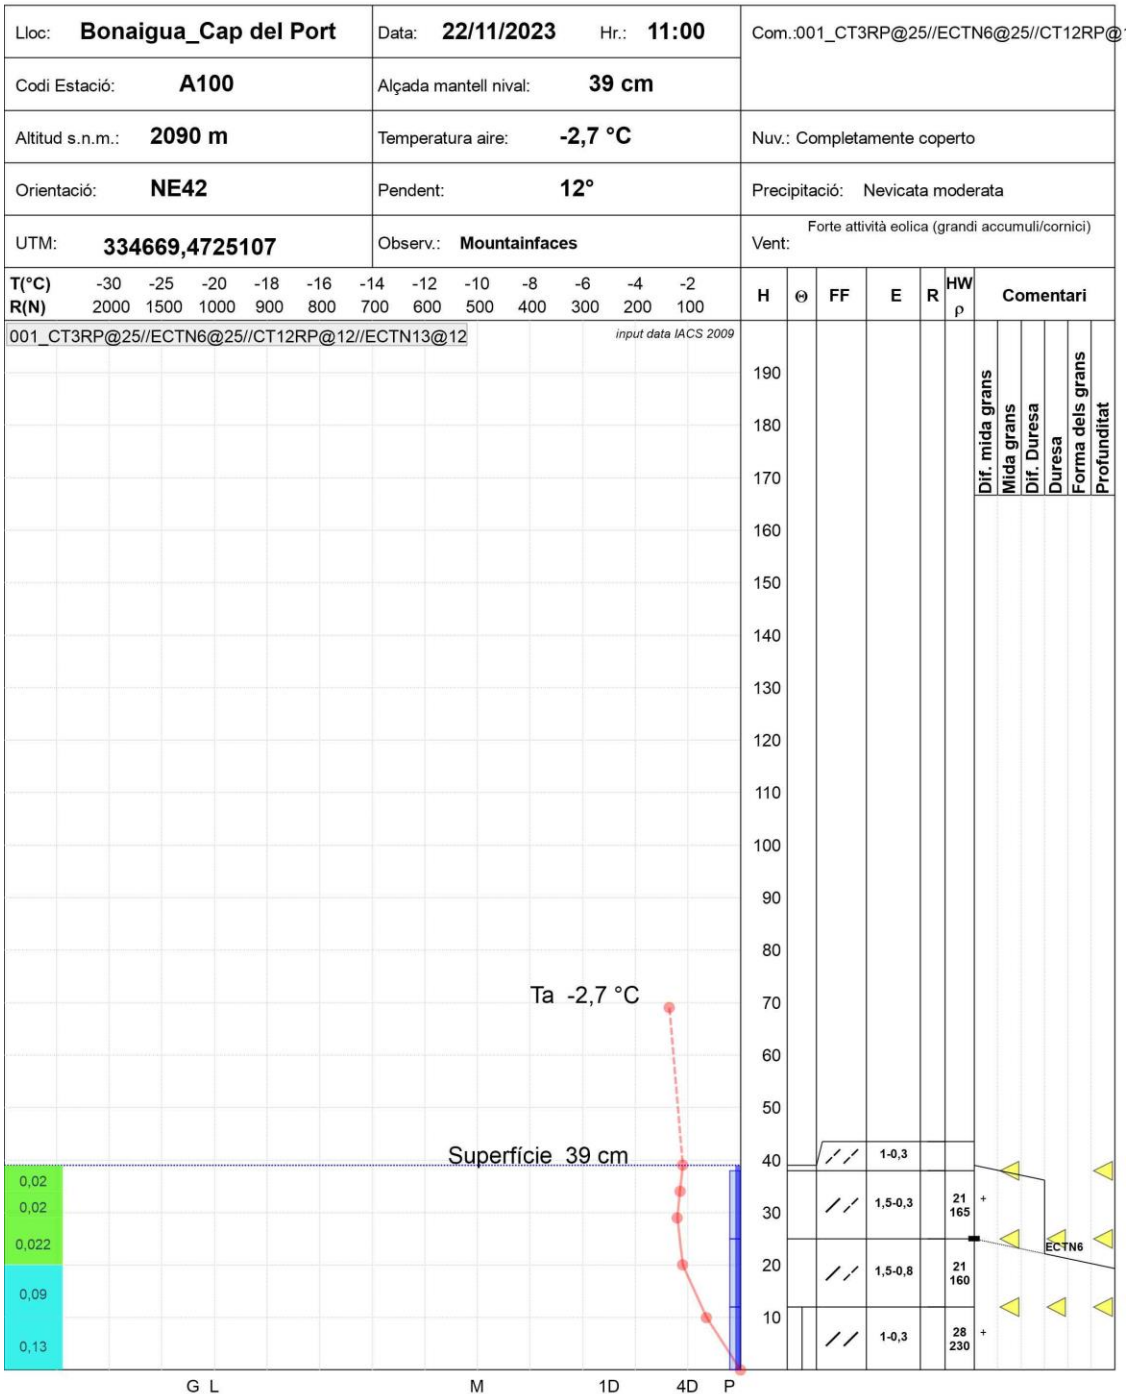 Lloc: Bonaigua_Cap del Port Data: 22/11/2023 Hr.: 11:00 Com.:001_CT3RP@25//ECTN6@25//CT12RP@
Codi Estació: A100 Alçada mantell nival: 39 cm
Altitud s.n.m.: 2090 m Temperatura aire: -2,7 °C Nuv.: Completamente coperto
Orientació: NE42 Pendent: 12° Precipitació: Nevicata moderata
UTM: 334669,4725107 Observ.: Mountainfaces Vent: Forte attività eolica (grandi accumuli/cornici)
T(°C) -30 -25 -20 -18 -16 -14 -12 -10 -8 -6 -4 -2
R(N) 2000 1500 1000 900 800 700 600 500 400 300 200 100
H Θ FF E R HW ρ Comentari
001_CT3RP@25//ECTN6@25//CT12RP@12//ECTN13@12 input data IACS 2009
Dif. mida grans
Mida grans
Dif. Duresa
Duresa
Forma dels grans
Profunditat
190
180
170
160
150
140
130
120
110
100
90
80
Ta -2,7 °C
70
60
50
Superfície 39 cm
40 1-0,3
0,02
0,02
30 1,5-0,3 21 165 +
0,022
ECTN6
20 1,5-0,8 21 160
0,09
10
0,13
1-0,3 28 230 +
G L M 1D 4D P